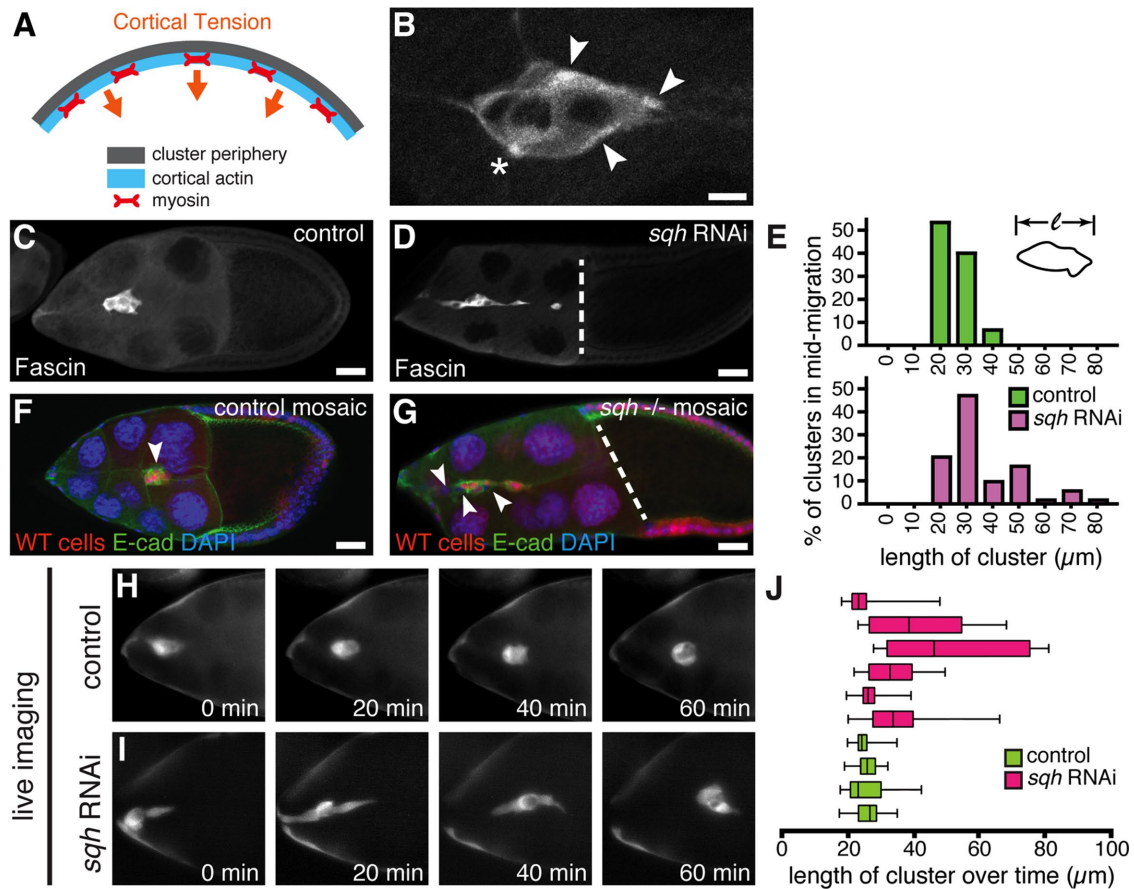 A
Cortical Tension
cluster periphery
cortical actin
myosin
B
*
C
control
Fascin
D
sqh RNAi
Fascin
E
% of clusters in mid-migration
ℓ
50
40
30
20
10
0
0 10 20 30 40 50 60 70 80
control
sqh RNAi
50
40
30
20
10
0
0 10 20 30 40 50 60 70 80
length of cluster (µm)
F
control mosaic
WT cells E-cad DAPI
G
sqh -/- mosaic
WT cells E-cad DAPI
live imaging
H
control
0 min
20 min
40 min
60 min
I
sqh RNAi
0 min
20 min
40 min
60 min
J
control
sqh RNAi
0 20 40 60 80 100
length of cluster over time (µm)